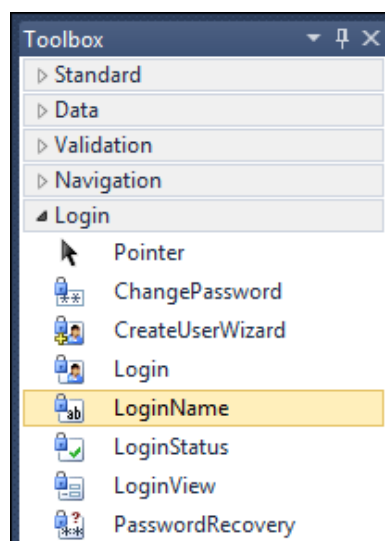 Toolbox
Standard
Data
Validation
Navigation
Login
Pointer
ChangePassword
CreateUserWizard
Login
LoginName
LoginStatus
LoginView
PasswordRecovery